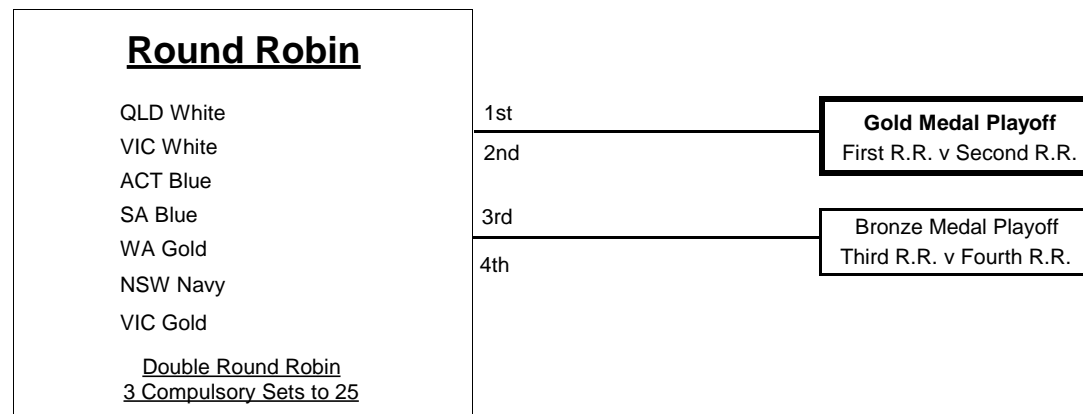 Round Robin
QLD White
VIC White
ACT Blue
SA Blue
WA Gold
NSW Navy
VIC Gold
Double Round Robin
3 Compulsory Sets to 25
1st
2nd
3rd
4th
Gold Medal Playoff
First R.R. v Second R.R.
Bronze Medal Playoff
Third R.R. v Fourth R.R.